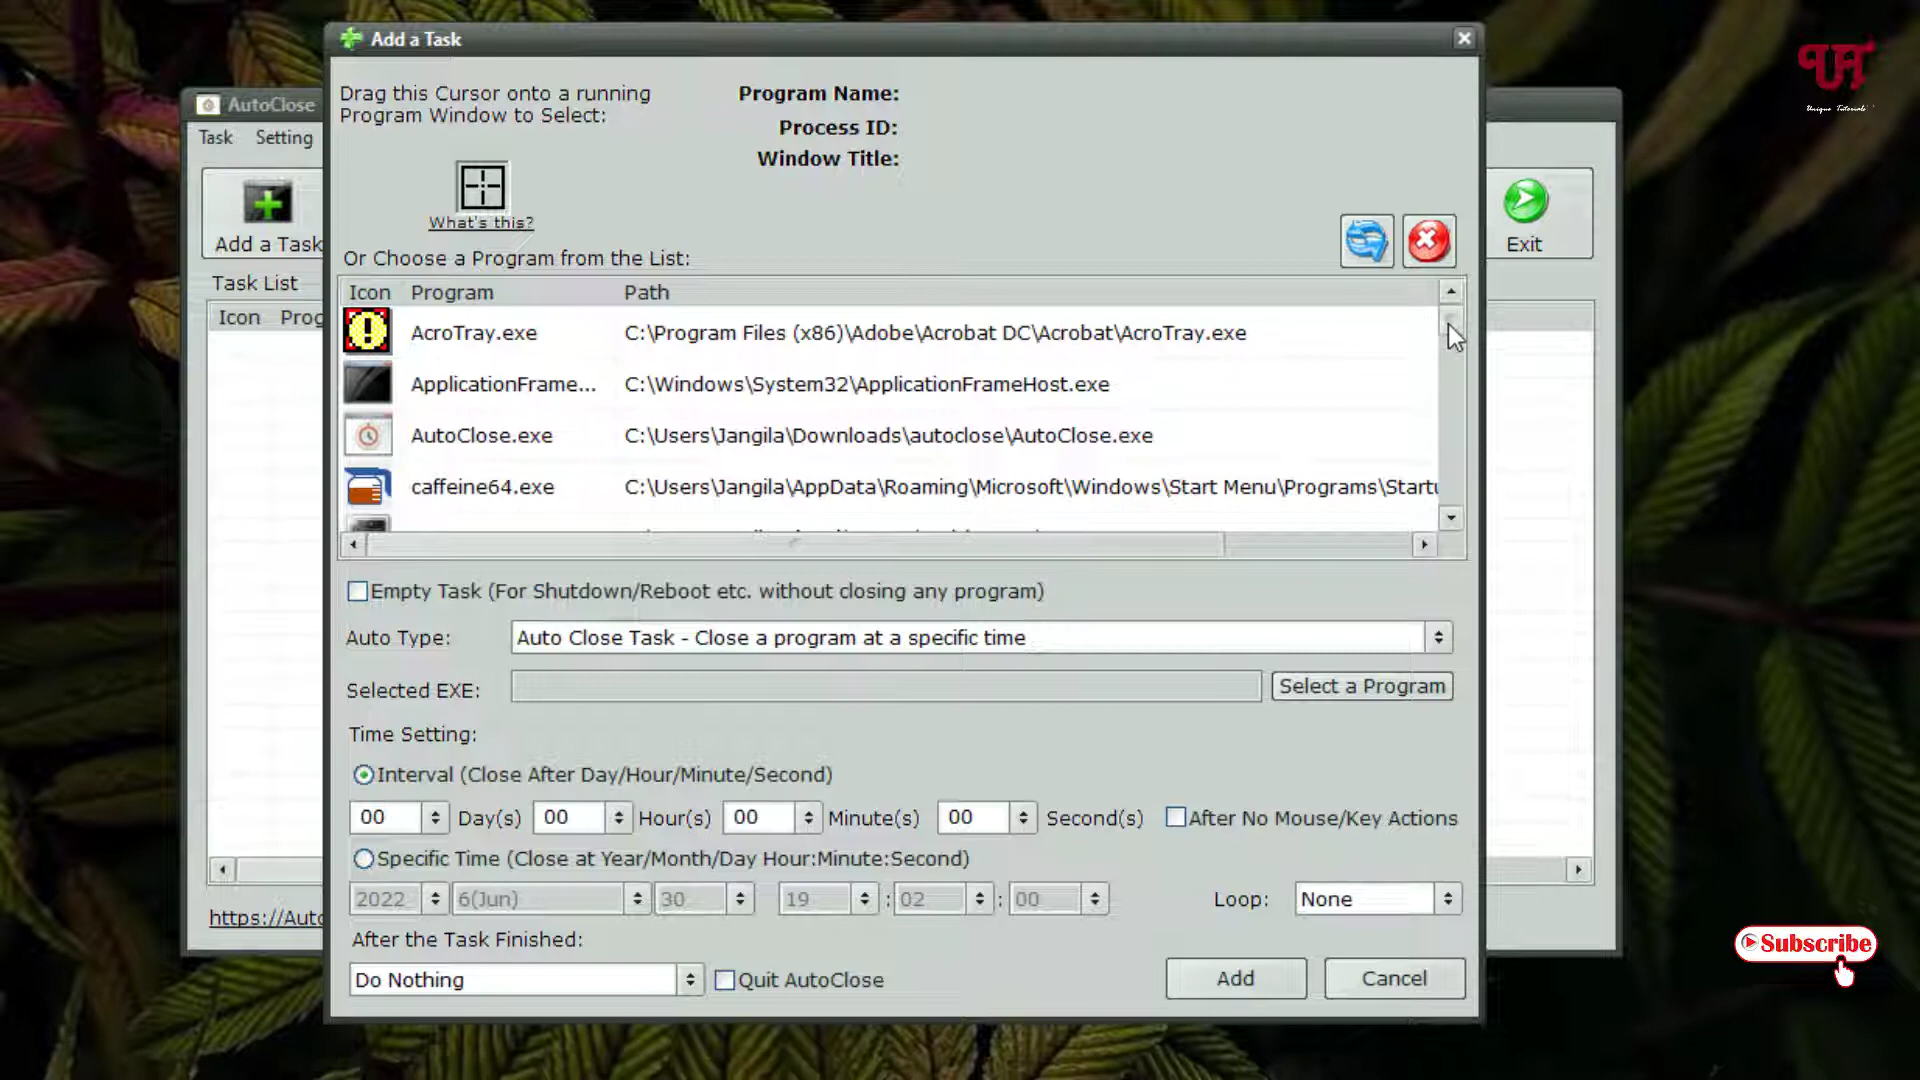 Add a Task
UT
Unique Tutorials
AutoClose
Task Setting
Add a Task
Exit
Task List
Icon Prog
https://Auto
Drag this Cursor onto a running
Program Window to Select:
What's this?
Program Name:
Process ID:
Window Title:
Or Choose a Program from the List:
Icon Program Path
AcroTray.exe C:\Program Files (x86)\Adobe\Acrobat DC\Acrobat\AcroTray.exe
ApplicationFrame... C:\Windows\System32\ApplicationFrameHost.exe
AutoClose.exe C:\Users\Jangila\Downloads\autoclose\AutoClose.exe
caffeine64.exe C:\Users\Jangila\AppData\Roaming\Microsoft\Windows\Start Menu\Programs\Startu
Empty Task (For Shutdown/Reboot etc. without closing any program)
Auto Type: Auto Close Task - Close a program at a specific time
Selected EXE: Select a Program
Time Setting:
Interval (Close After Day/Hour/Minute/Second)
00 Day(s) 00 Hour(s) 00 Minute(s) 00 Second(s) After No Mouse/Key Actions
Specific Time (Close at Year/Month/Day Hour:Minute:Second)
2022 6(Jun) 30 19 : 02 : 00 Loop: None
After the Task Finished:
Do Nothing Quit AutoClose Add Cancel
Subscribe